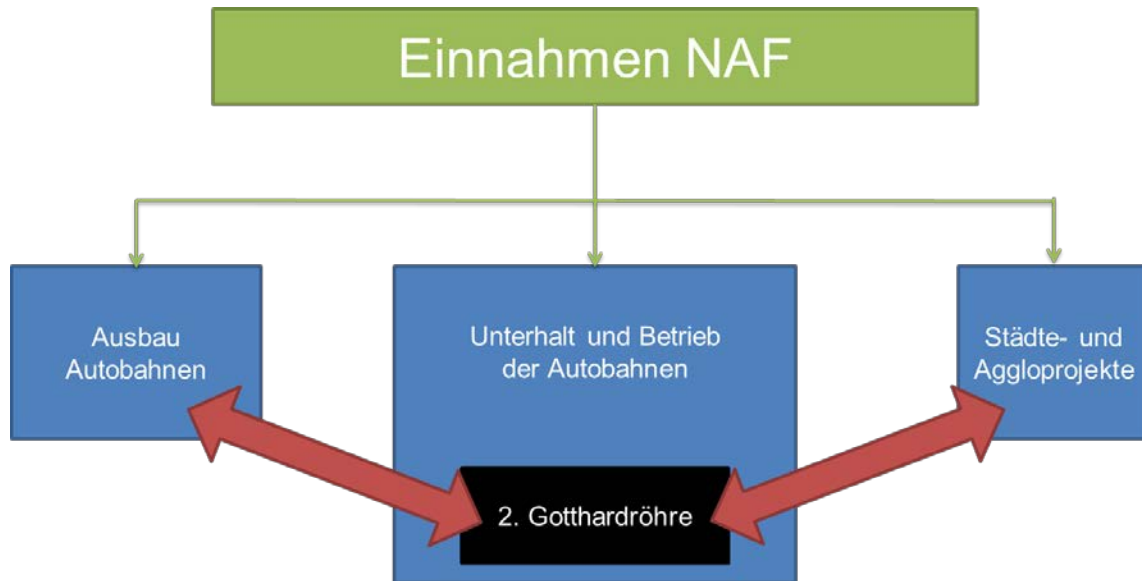 Einnahmen NAF
Ausbau
Autobahnen
Unterhalt und Betrieb
der Autobahnen
Städte- und
Aggloprojekte
2. Gotthardröhre